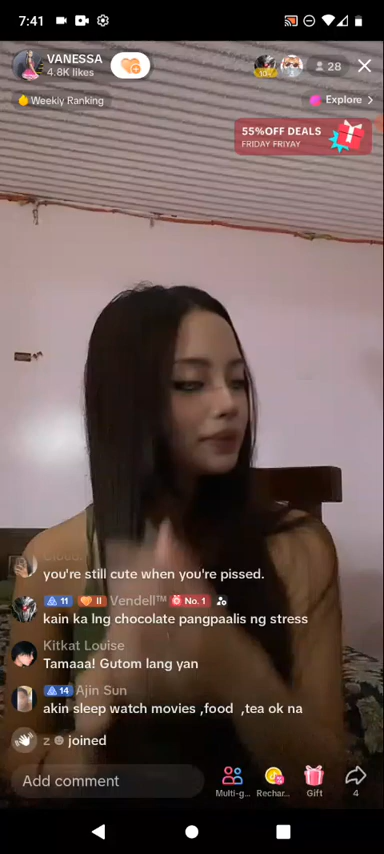 7:41
VANESSA
4.8K likes
28
Weekly Ranking
Explore
55%OFF DEALS
FRIDAY FRIYAY
you're still cute when you're pissed.
11 II Vendell™ No. 1
kain ka lng chocolate pangpaalis ng stress
Kitkat Louise
Tamaaa! Gutom lang yan
14 Ajin Sun
akin sleep watch movies ,food ,tea ok na
z joined
Add comment
Multi-g...
Rechar...
Gift
4